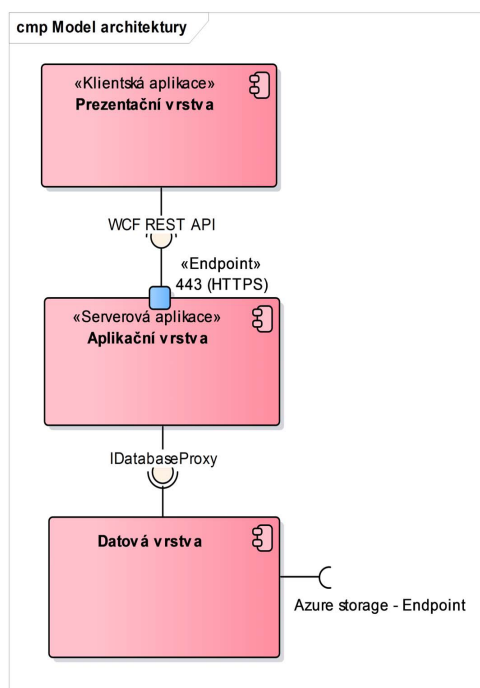 cmp Model architektury
«Klientská aplikace»
Prezentační vrstva
WCF REST API
«Endpoint»
443 (HTTPS)
«Serverová aplikace»
Aplikační vrstva
IDatabaseProxy
Datová vrstva
Azure storage - Endpoint